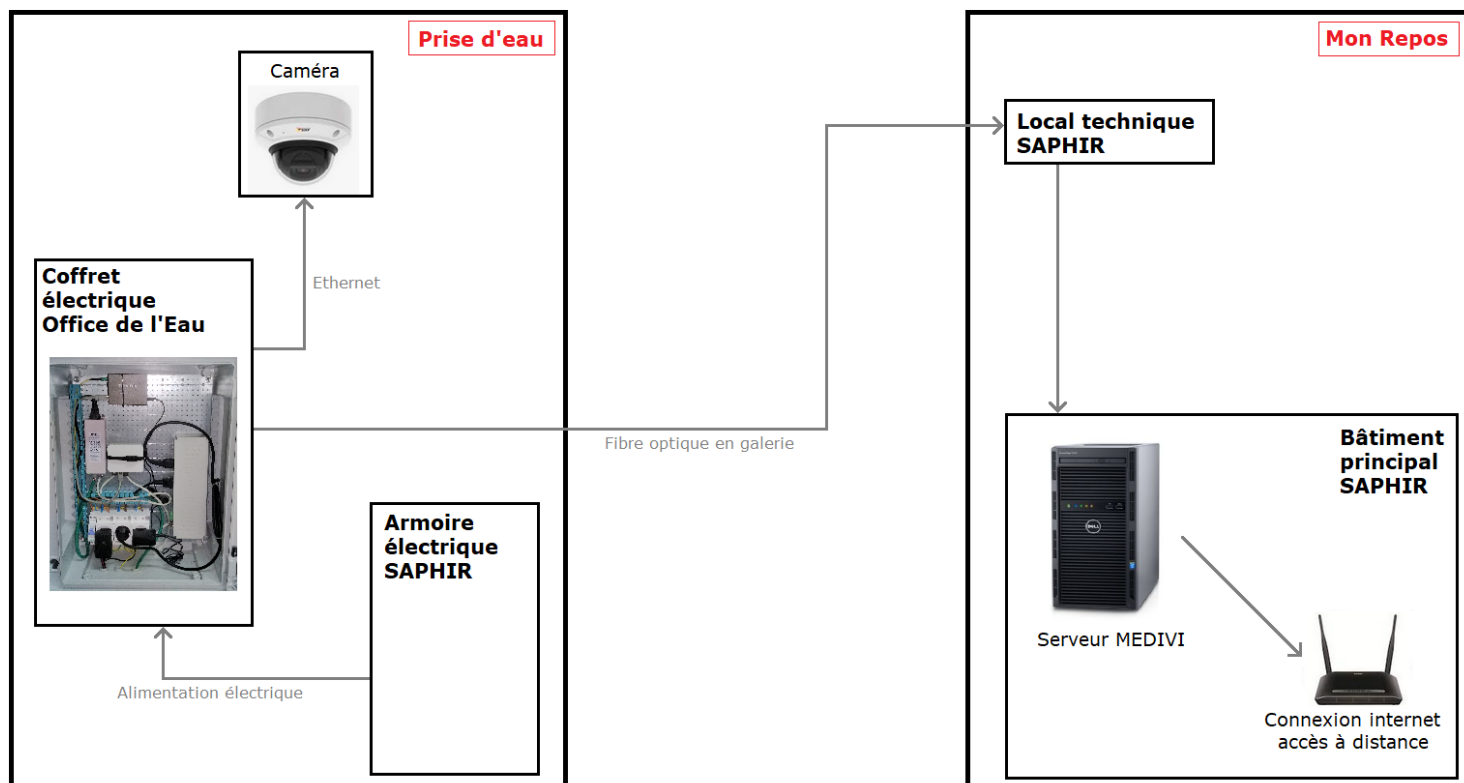 Prise d'eau
Caméra
Ethernet
Coffret
électrique
Office de l'Eau
Fibre optique en galerie
Armoire
électrique
SAPHIR
Alimentation électrique
Mon Repos
Local technique
SAPHIR
Bâtiment
principal
SAPHIR
DELL
Serveur MEDIVI
Connexion internet
accès à distance